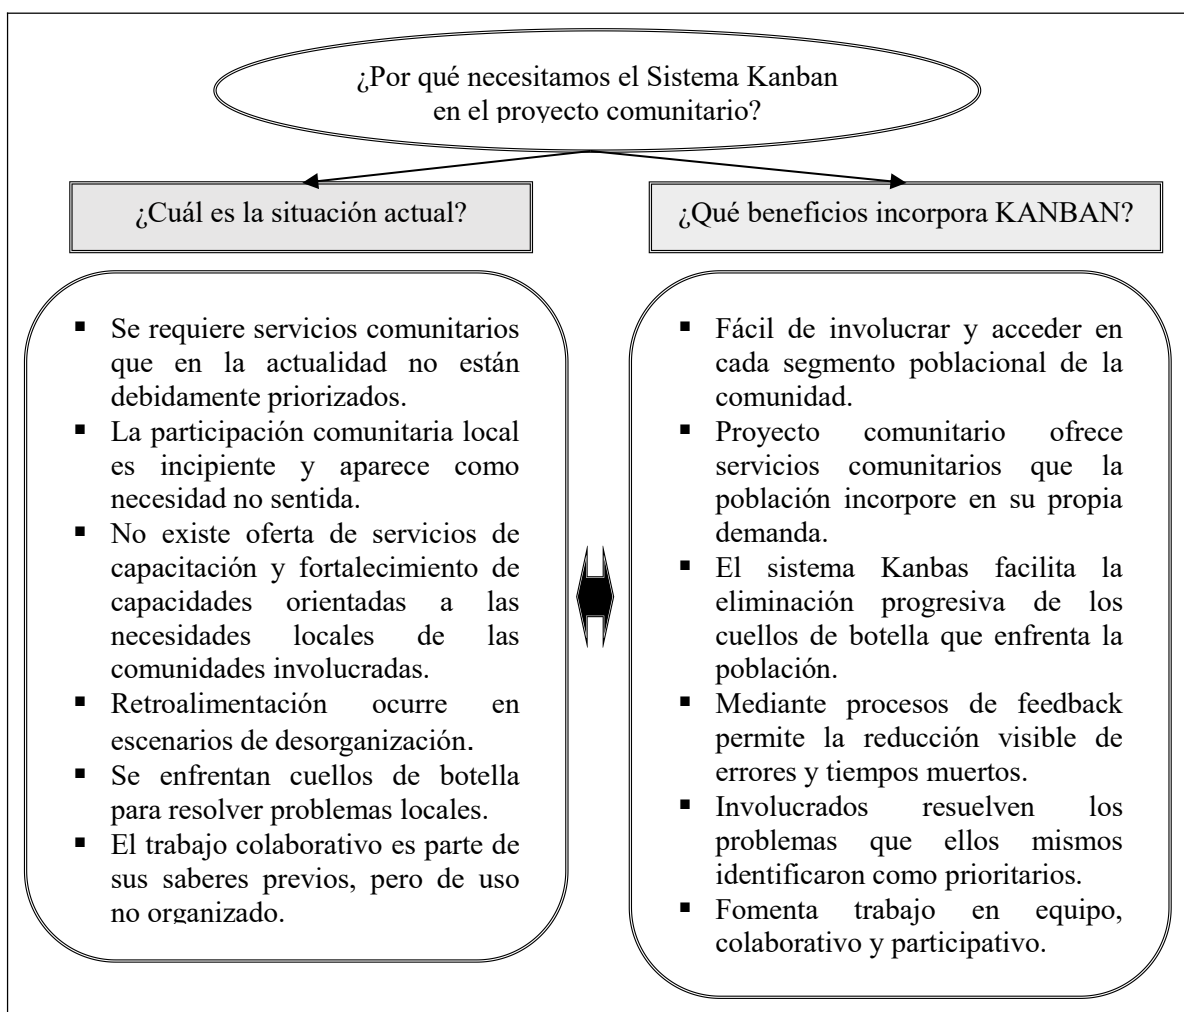 ¿Por qué necesitamos el Sistema Kanban
en el proyecto comunitario?
¿Cuál es la situación actual?
▪ Se requiere servicios comunitarios
que en la actualidad no están
debidamente priorizados.
▪ La participación comunitaria local
es incipiente y aparece como
necesidad no sentida.
▪ No existe oferta de servicios de
capacitación y fortalecimiento de
capacidades orientadas a las
necesidades locales de las
comunidades involucradas.
▪ Retroalimentación ocurre en
escenarios de desorganización.
▪ Se enfrentan cuellos de botella
para resolver problemas locales.
▪ El trabajo colaborativo es parte de
sus saberes previos, pero de uso
no organizado.
¿Qué beneficios incorpora KANBAN?
▪ Fácil de involucrar y acceder en
cada segmento poblacional de la
comunidad.
▪ Proyecto comunitario ofrece
servicios comunitarios que la
población incorpore en su propia
demanda.
▪ El sistema Kanbas facilita la
eliminación progresiva de los
cuellos de botella que enfrenta la
población.
▪ Mediante procesos de feedback
permite la reducción visible de
errores y tiempos muertos.
▪ Involucrados resuelven los
problemas que ellos mismos
identificaron como prioritarios.
▪ Fomenta trabajo en equipo,
colaborativo y participativo.